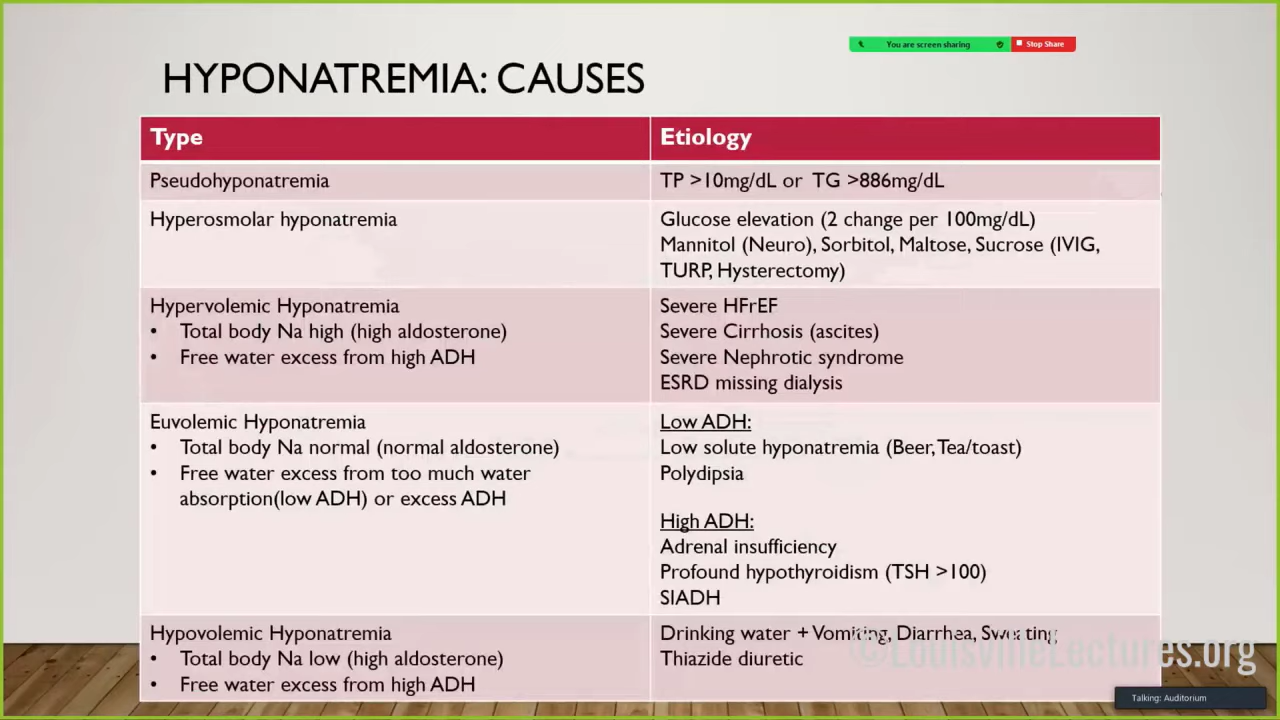 You are screen sharing
Stop Share
HYPONATREMIA: CAUSES
Type
Etiology
Pseudohyponatremia
TP >10mg/dL or TG >886mg/dL
Hyperosmolar hyponatremia
Glucose elevation (2 change per 100mg/dL)
Mannitol (Neuro), Sorbitol, Maltose, Sucrose (IVIG,
TURP, Hysterectomy)
Hypervolemic Hyponatremia
• Total body Na high (high aldosterone)
• Free water excess from high ADH
Severe HFrEF
Severe Cirrhosis (ascites)
Severe Nephrotic syndrome
ESRD missing dialysis
Euvolemic Hyponatremia
• Total body Na normal (normal aldosterone)
• Free water excess from too much water
absorption(low ADH) or excess ADH
Low ADH:
Low solute hyponatremia (Beer, Tea/toast)
Polydipsia
High ADH:
Adrenal insufficiency
Profound hypothyroidism (TSH >100)
SIADH
Hypovolemic Hyponatremia
• Total body Na low (high aldosterone)
• Free water excess from high ADH
Drinking water + Vomiting, Diarrhea, Sweating
Thiazide diuretic
©LouisvilleLectures.org
Talking: Auditorium